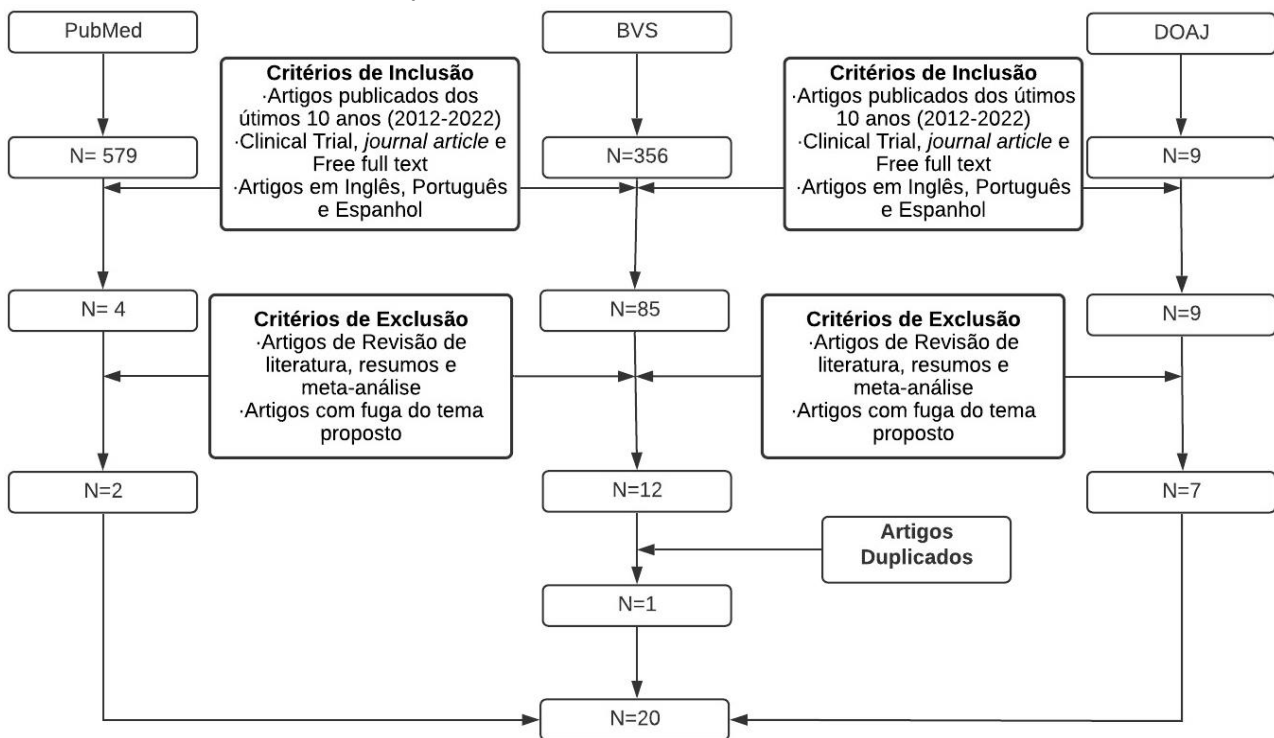 PubMed
BVS
DOAJ
Critérios de Inclusão
·Artigos publicados dos
útimos 10 anos (2012-2022)
·Clinical Trial, journal article e
Free full text
·Artigos em Inglês, Português
e Espanhol
Critérios de Inclusão
·Artigos publicados dos útimos
10 anos (2012-2022)
·Clinical Trial, journal article e
Free full text
·Artigos em Inglês, Português
e Espanhol
N= 579
N=356
N=9
N= 4
N=85
N=9
Critérios de Exclusão
·Artigos de Revisão de
literatura, resumos e
meta-análise
·Artigos com fuga do tema
proposto
Critérios de Exclusão
·Artigos de Revisão de
literatura, resumos e
meta-análise
·Artigos com fuga do tema
proposto
N=2
N=12
N=7
Artigos
Duplicados
N=1
N=20